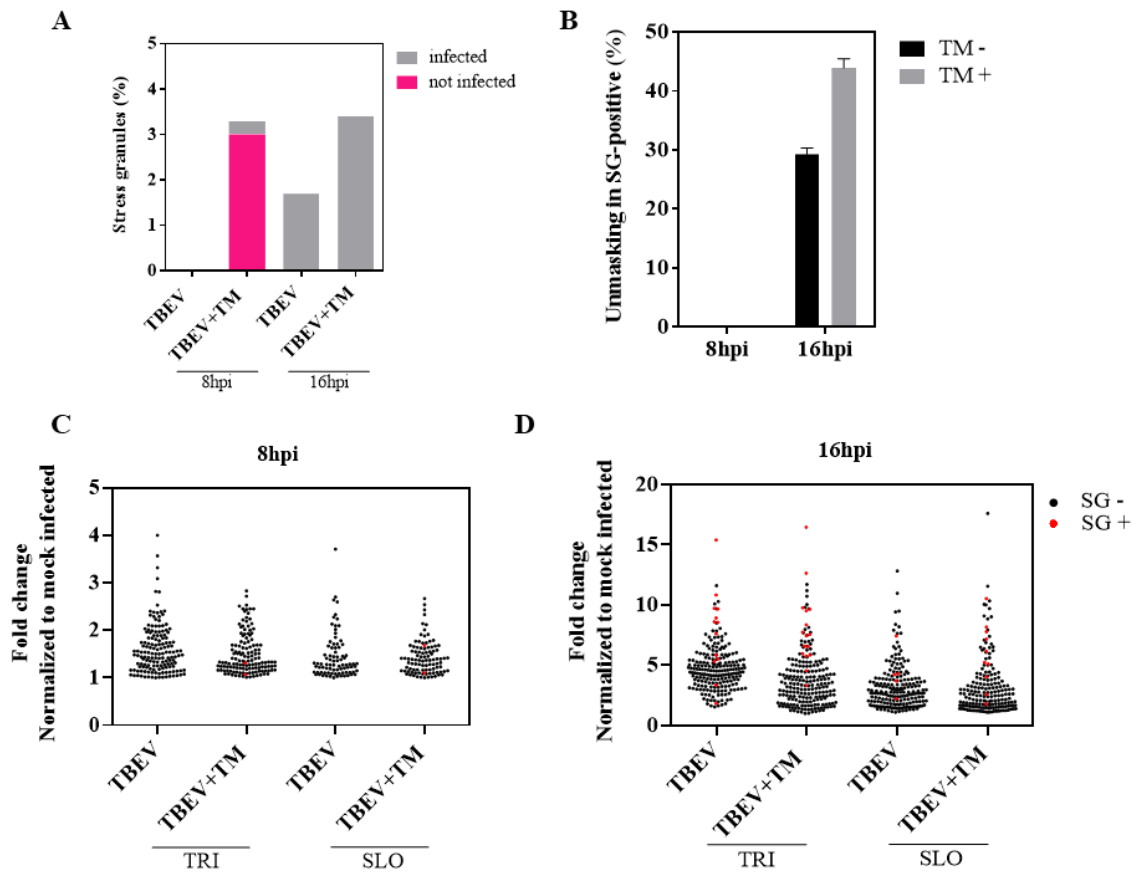 A
Stress granules (%)
5
4
3
2
1
0
infected
not infected
TBEV
TBEV+TM
TBEV
TBEV+TM
8hpi
16hpi
B
Unmasking in SG-positive (%)
50
40
30
20
10
0
TM -
TM +
8hpi
16hpi
C
8hpi
Fold change
Normalized to mock infected
5
4
3
2
1
0
TBEV
TBEV+TM
TBEV
TBEV+TM
TRI
SLO
D
16hpi
Fold change
Normalized to mock infected
20
15
10
5
0
SG -
SG +
TBEV
TBEV+TM
TBEV
TBEV+TM
TRI
SLO